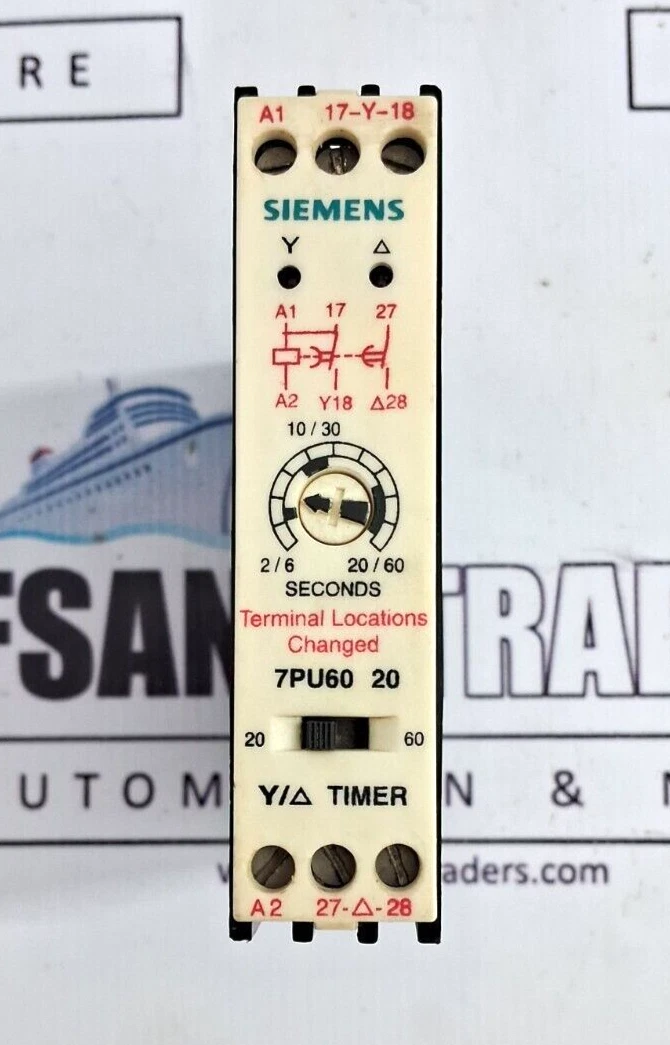 RE
A1 17-Y-18
SIEMENS
Y △
A1 17 27
A2 Y18 △28
10 / 30
2 / 6 20 / 60
SECONDS
Terminal Locations
Changed
7PU60 20
20 60
Y/△ TIMER
A2 27-△-28
aders.com